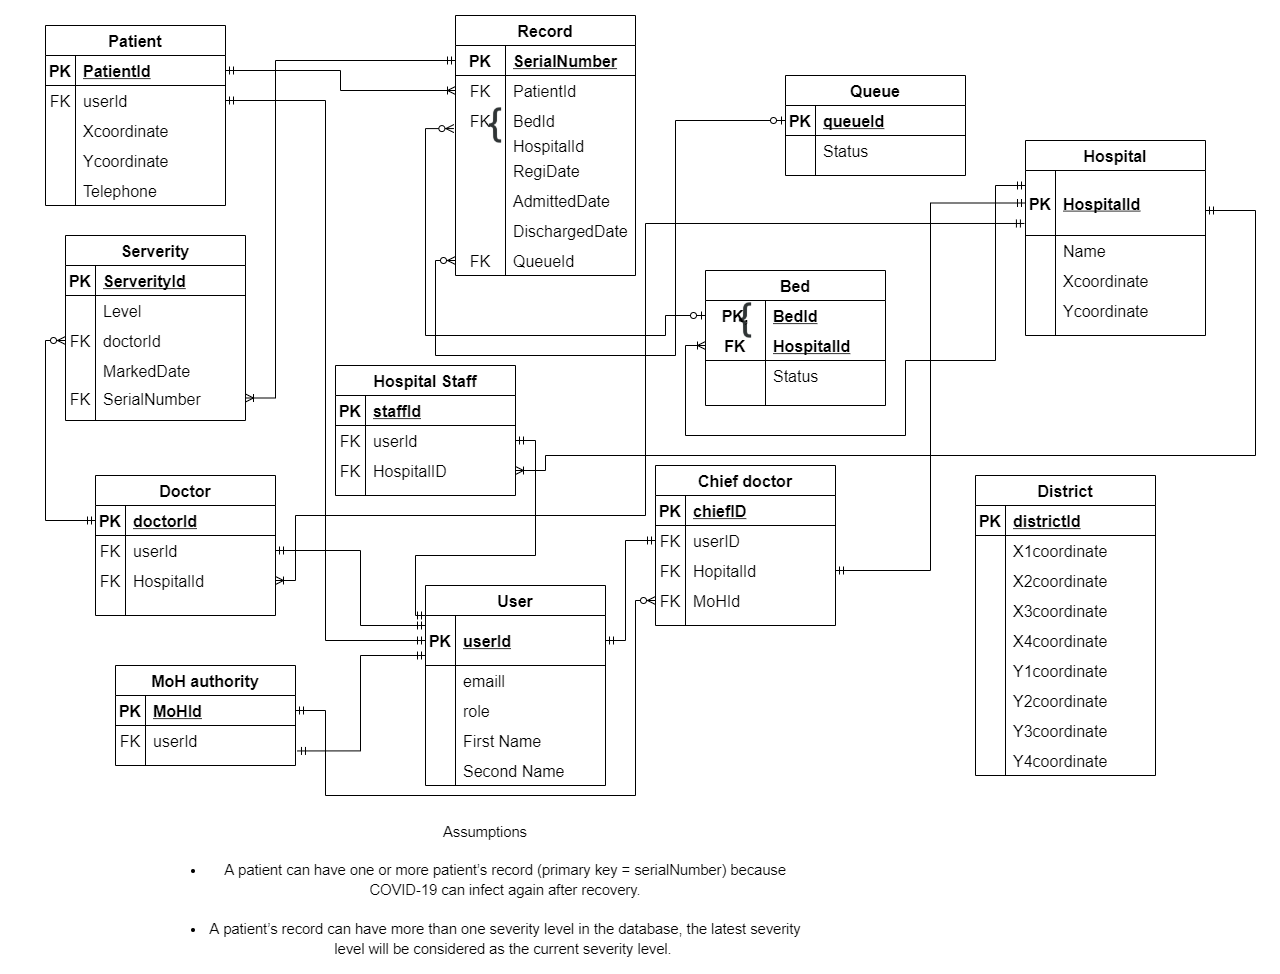 Patient
PK PatientId
FK userId
Xcoordinate
Ycoordinate
Telephone
Record
PK SerialNumber
FK PatientId
FK{ BedId
HospitalId
RegiDate
AdmittedDate
DischargedDate
FK QueueId
Queue
PK queueId
Status
Hospital
PK HospitalId
Name
Xcoordinate
Ycoordinate
Serverity
PK ServerityId
Level
FK doctorId
MarkedDate
FK SerialNumber
Bed
PK{ BedId
FK HospitalId
Status
Hospital Staff
PK staffId
FK userId
FK HospitalID
Doctor
PK doctorId
FK userId
FK HospitalId
Chief doctor
PK chiefID
FK userID
FK HopitalId
FK MoHId
District
PK districtId
X1coordinate
X2coordinate
X3coordinate
X4coordinate
Y1coordinate
Y2coordinate
Y3coordinate
Y4coordinate
User
PK userId
emaill
role
First Name
Second Name
MoH authority
PK MoHId
FK userId
Assumptions
• A patient can have one or more patient's record (primary key = serialNumber) because
COVID-19 can infect again after recovery.
• A patient's record can have more than one severity level in the database, the latest severity
level will be considered as the current severity level.